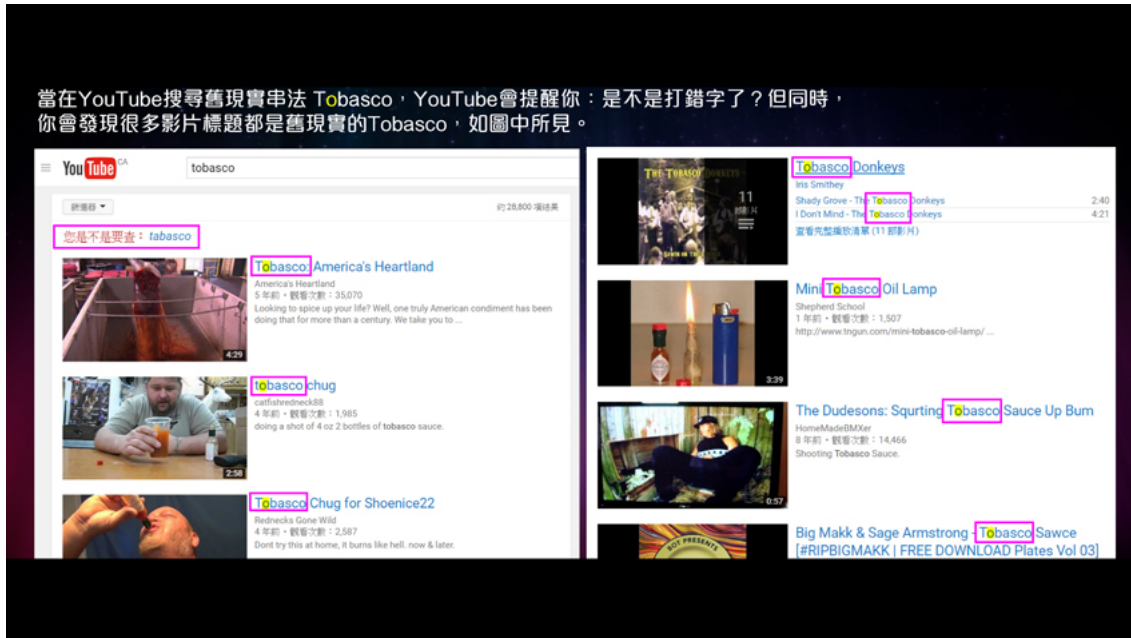 當在YouTube搜尋舊現實串法 Tobasco，YouTube會提醒你：是不是打錯字了？但同時，
你會發現很多影片標題都是舊現實的Tobasco，如圖中所見。
YouTube CA
tobasco
篩選器
約 28,800 項結果
您是不是要查： tabasco
Tobasco: America's Heartland
America's Heartland
5 年前・觀看次數：35,070
Looking to spice up your life? Well, one truly American condiment has been
doing that for more than a century. We take you to ...
4:29
tobasco chug
catfishredneck88
4 年前・觀看次數：1,985
doing a shot of 4 oz 2 bottles of tobasco sauce.
2:58
Tobasco Chug for Shoenice22
Rednecks Gone Wild
4 年前・觀看次數：2,587
Dont try this at home, it burns like hell. now & later.
THE TOBASCO DONKEYS
11
部影片
Tobasco Donkeys
Iris Smithey
Shady Grove - The Tobasco Donkeys 2:40
I Don't Mind - The Tobasco Donkeys 4:21
查看完整播放清單 (11 部影片)
Mini Tobasco Oil Lamp
Shepherd School
1 年前・觀看次數：1,507
http://www.tngun.com/mini-tobasco-oil-lamp/ ...
3:39
The Dudesons: Squrting Tobasco Sauce Up Bum
HomeMadeBMXer
8 年前・觀看次數：14,466
Shooting Tobasco Sauce.
0:57
BOT PRESENTS
Big Makk & Sage Armstrong - Tobasco Sawce
[#RIPBIGMAKK | FREE DOWNLOAD Plates Vol 03]